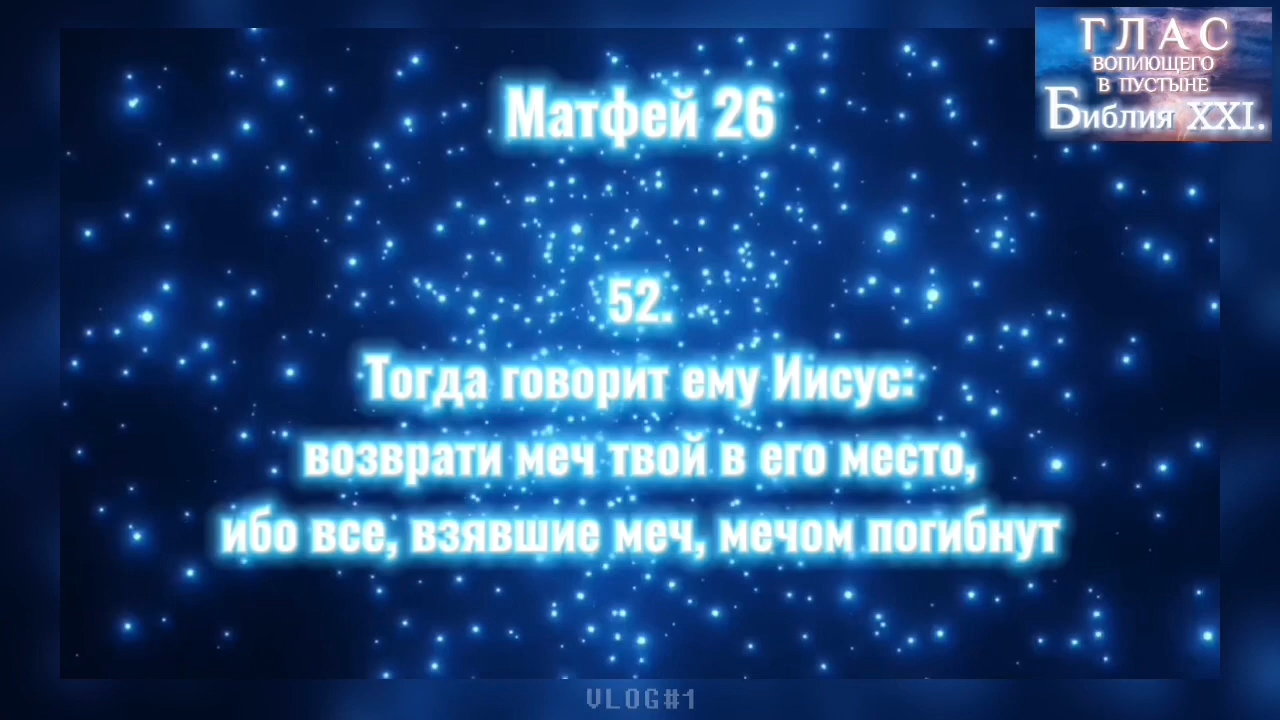 ГЛАС
ВОПИЮЩЕГО
В ПУСТЫНЕ
Библия XXI.
Матфей 26
52.
Тогда говорит ему Иисус:
возврати меч твой в его место,
ибо все, взявшие меч, мечом погибнут
VLOG#1